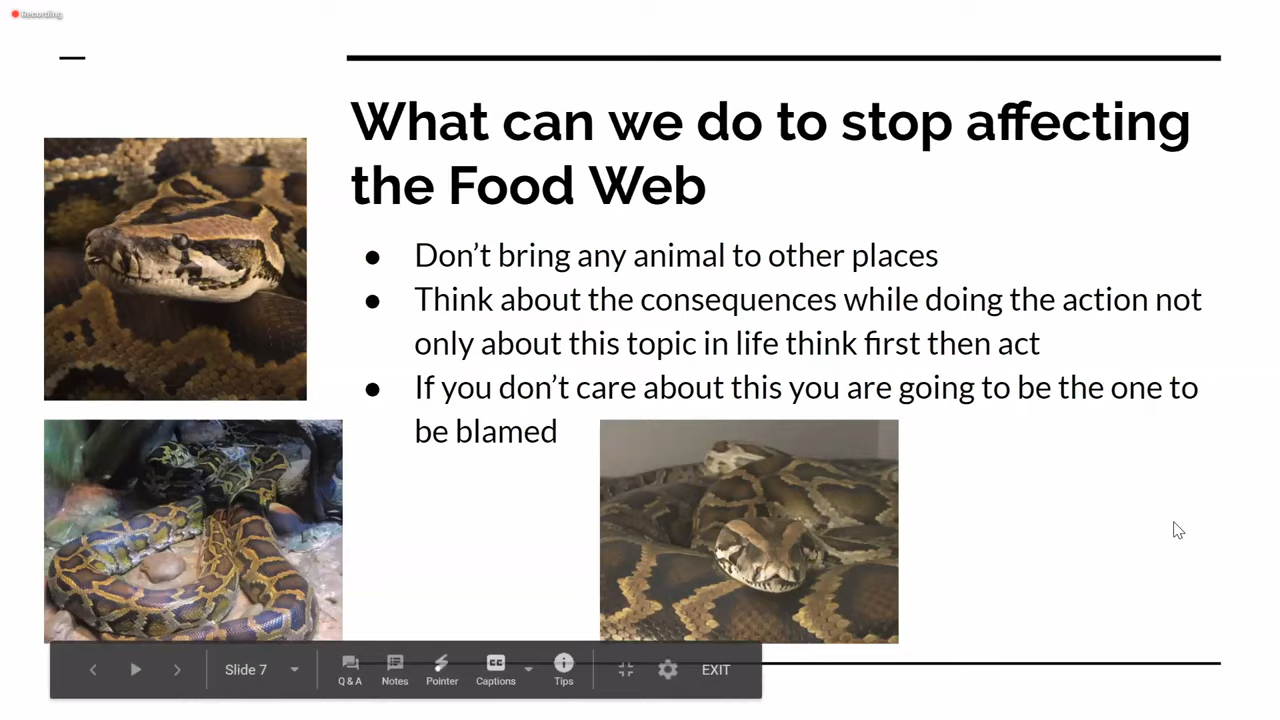 Recording
What can we do to stop affecting
the Food Web
● Don’t bring any animal to other places
● Think about the consequences while doing the action not
only about this topic in life think first then act
● If you don’t care about this you are going to be the one to
be blamed
Slide 7
Q & A
Notes
Pointer
CC
Captions
Tips
EXIT